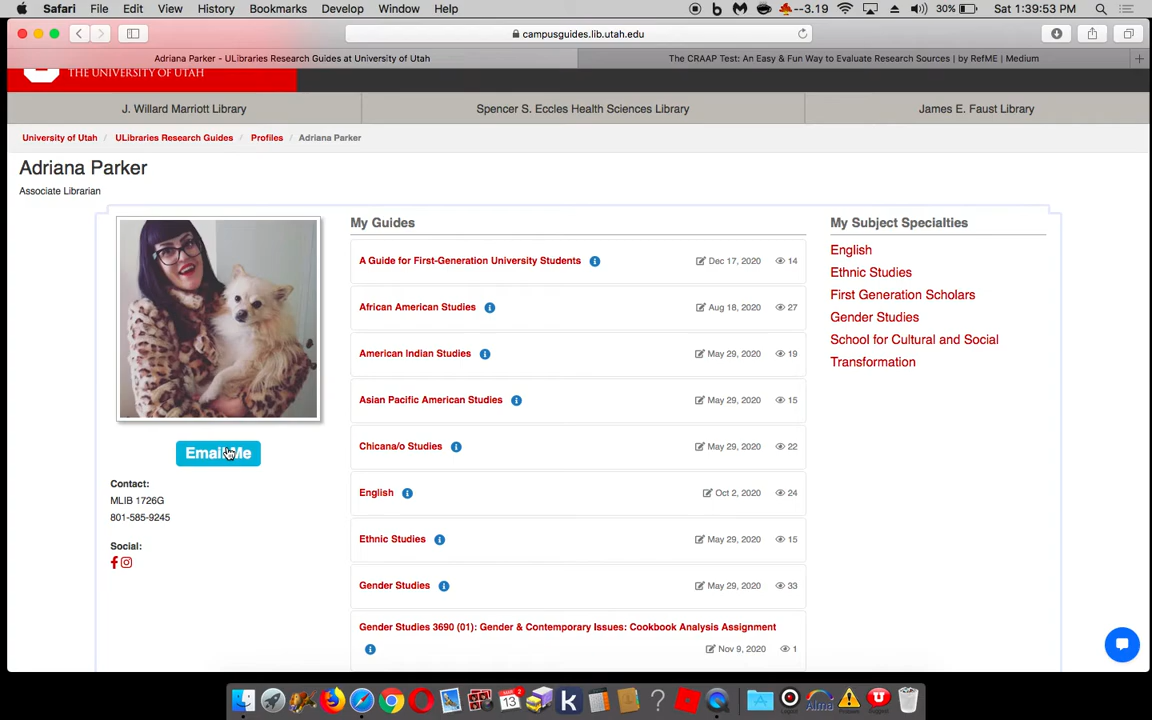 Safari File Edit View History Bookmarks Develop Window Help --3.19 30% Sat 1:39:53 PM
campusguides.lib.utah.edu
Adriana Parker - ULibraries Research Guides at University of Utah The CRAAP Test: An Easy & Fun Way to Evaluate Research Sources | by RefME | Medium
THE UNIVERSITY OF UTAH
J. Willard Marriott Library Spencer S. Eccles Health Sciences Library James E. Faust Library
University of Utah / ULibraries Research Guides / Profiles / Adriana Parker
Adriana Parker
Associate Librarian
Email Me
Contact:
MLIB 1726G
801-585-9245
Social:
My Guides
A Guide for First-Generation University Students Dec 17, 2020 14
African American Studies Aug 18, 2020 27
American Indian Studies May 29, 2020 19
Asian Pacific American Studies May 29, 2020 15
Chicana/o Studies May 29, 2020 22
English Oct 2, 2020 24
Ethnic Studies May 29, 2020 15
Gender Studies May 29, 2020 33
Gender Studies 3690 (01): Gender & Contemporary Issues: Cookbook Analysis Assignment
Nov 9, 2020 1
My Subject Specialties
English
Ethnic Studies
First Generation Scholars
Gender Studies
School for Cultural and Social
Transformation
MAR
13
2
Alma